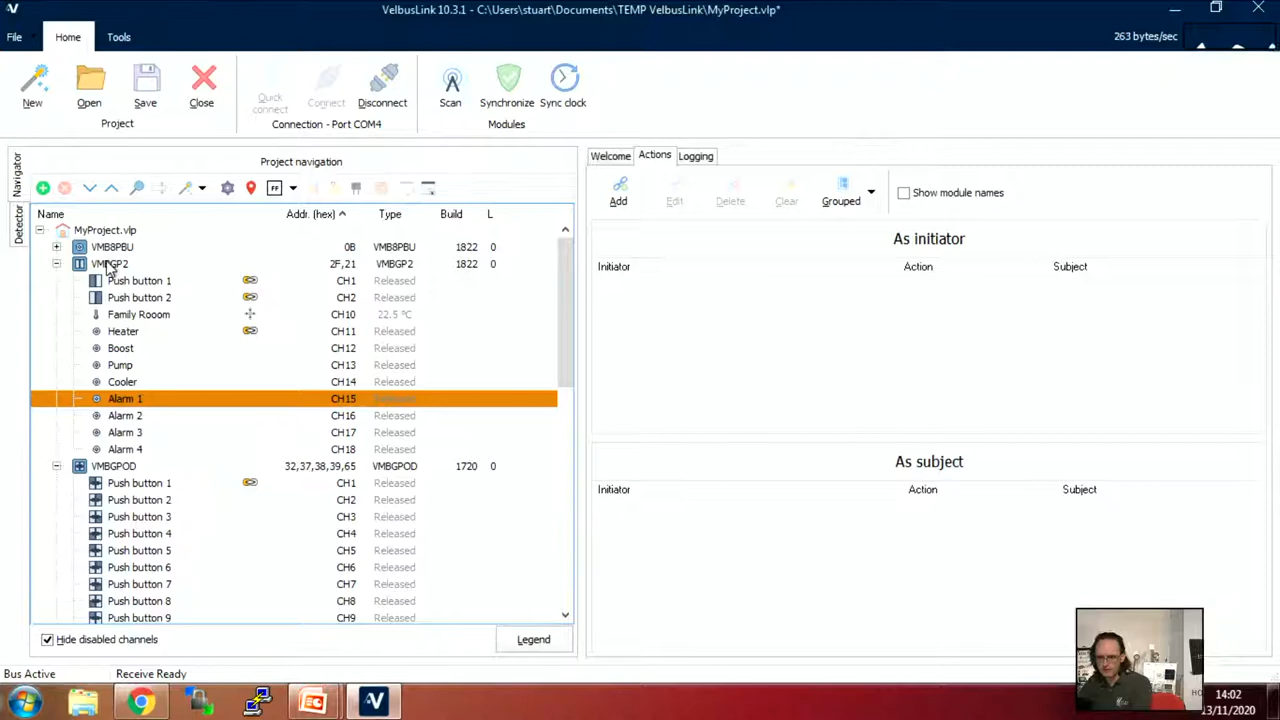 VelbusLink 10.3.1 - C:\Users\stuart\Documents\TEMP VelbusLink\MyProject.vlp*
File Home Tools 263 bytes/sec
New Open Save Close Quick connect Connect Disconnect Scan Synchronize Sync clock
Project Connection - Port COM4 Modules
Navigator
Detector
Project navigation
FF
Name Addr. (hex) Type Build L
MyProject.vlp
VMB8PBU 0B VMB8PBU 1822 0
VMBGP2 2F,21 VMBGP2 1822 0
Push button 1 CH1 Released
Push button 2 CH2 Released
Family Rooom CH10 22.5 °C
Heater CH11 Released
Boost CH12 Released
Pump CH13 Released
Cooler CH14 Released
Alarm 1 CH15 Released
Alarm 2 CH16 Released
Alarm 3 CH17 Released
Alarm 4 CH18 Released
VMBGPOD 32,37,38,39,65 VMBGPOD 1720 0
Push button 1 CH1 Released
Push button 2 CH2 Released
Push button 3 CH3 Released
Push button 4 CH4 Released
Push button 5 CH5 Released
Push button 6 CH6 Released
Push button 7 CH7 Released
Push button 8 CH8 Released
Push button 9 CH9 Released
Hide disabled channels Legend
Welcome Actions Logging
Add Edit Delete Clear Grouped Show module names
As initiator
Initiator Action Subject
As subject
Initiator Action Subject
Bus Active Receive Ready
14:02
13/11/2020